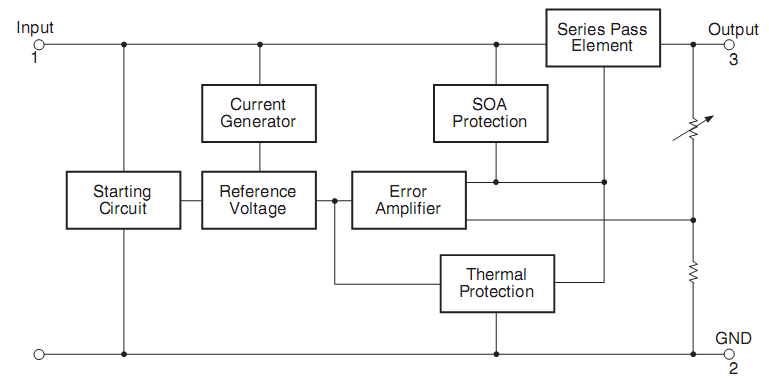 Input
1
Series Pass
Element
Output
3
Current
Generator
SOA
Protection
Starting
Circuit
Reference
Voltage
Error
Amplifier
Thermal
Protection
GND
2